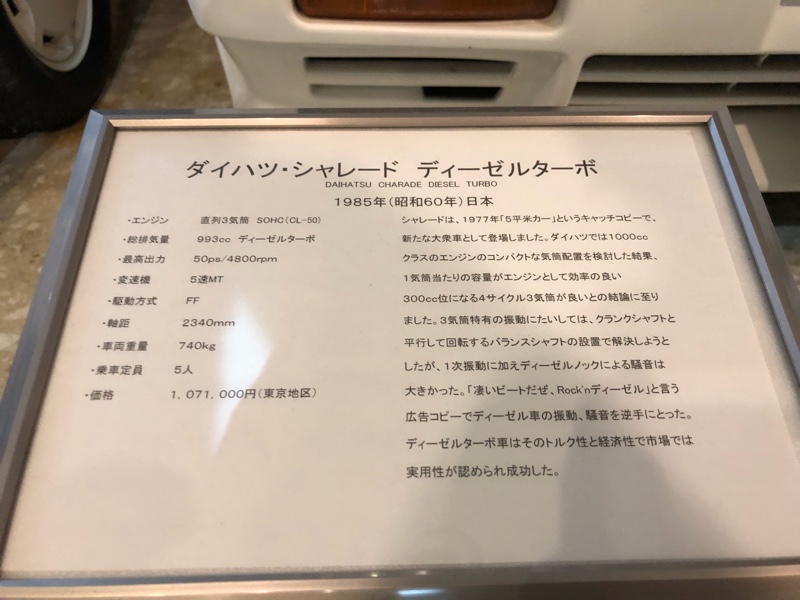 ダイハツ・シャレード ディーゼルターボ
DAIHATSU CHARADE DIESEL TURBO
1985年(昭和60年)日本
・エンジン 直列3気筒 SOHC(CL-50)
・総排気量 993cc ディーゼルターボ
・最高出力 50ps/4800rpm
・変速機 5速MT
・駆動方式 FF
・軸距 2340mm
・車両重量 740kg
・乗車定員 5人
・価格 1,071,000円(東京地区)
シャレードは、1977年「5平米カー」というキャッチコピーで、
新たな大衆車として登場しました。ダイハツでは1000cc
クラスのエンジンのコンパクトな気筒配置を検討した結果、
1気筒当たりの容量がエンジンとして効率の良い
300cc位になる4サイクル3気筒が良いとの結論に至り
ました。3気筒特有の振動にたいしては、クランクシャフトと
平行して回転するバランスシャフトの設置で解決しようと
したが、1次振動に加えディーゼルノックによる騒音は
大きかった。「凄いビートだぜ、Rock'nディーゼル」と言う
広告コピーでディーゼル車の振動、騒音を逆手にとった。
ディーゼルターボ車はそのトルク性と経済性で市場では
実用性が認められ成功した。